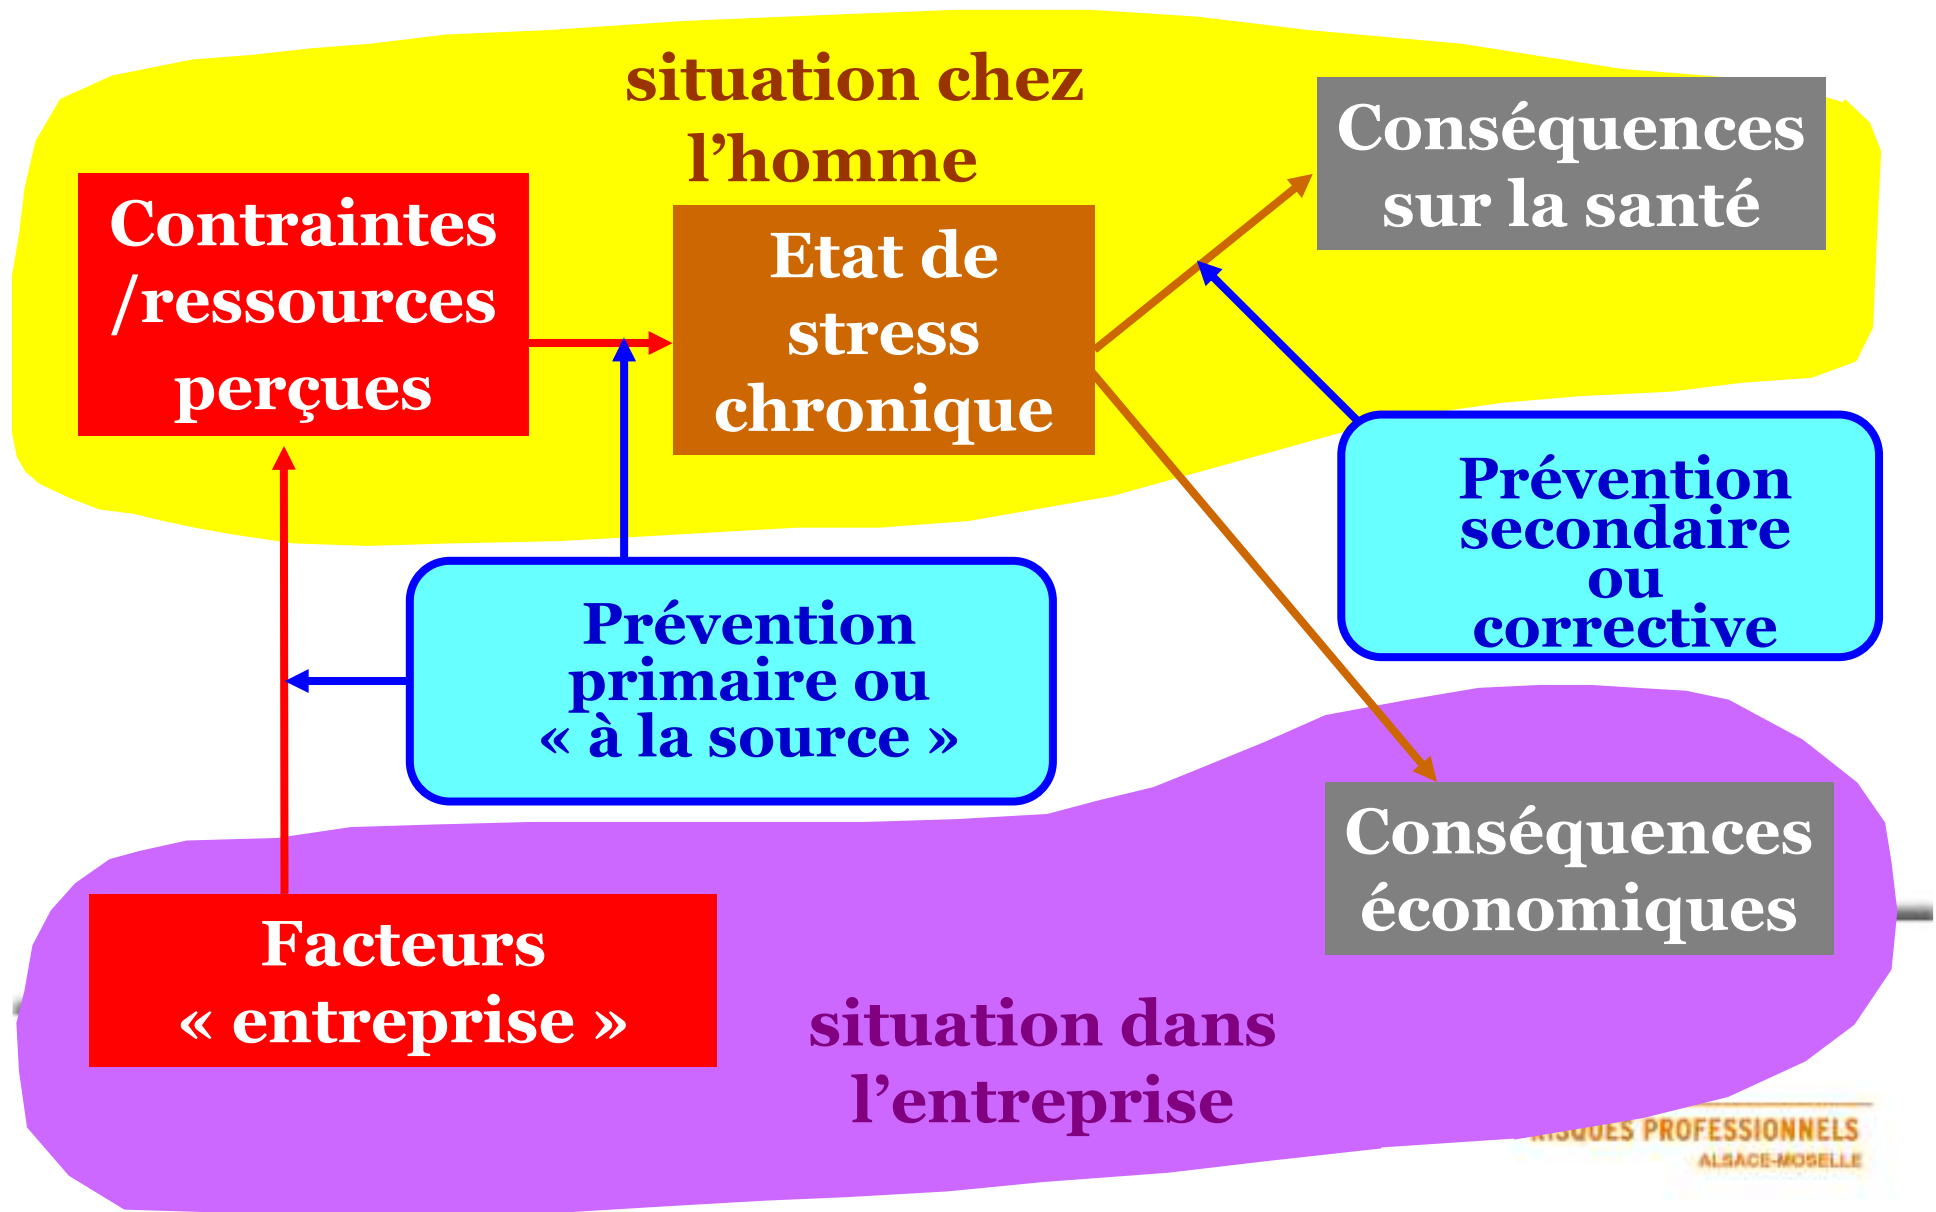 situation chez
l’homme
Conséquences
sur la santé
Contraintes
/ressources
perçues
Etat de
stress
chronique
Prévention
secondaire
ou
corrective
Prévention
primaire ou
« à la source »
Conséquences
économiques
Facteurs
« entreprise »
situation dans
l’entreprise
RISQUES PROFESSIONNELS
ALSACE-MOSELLE